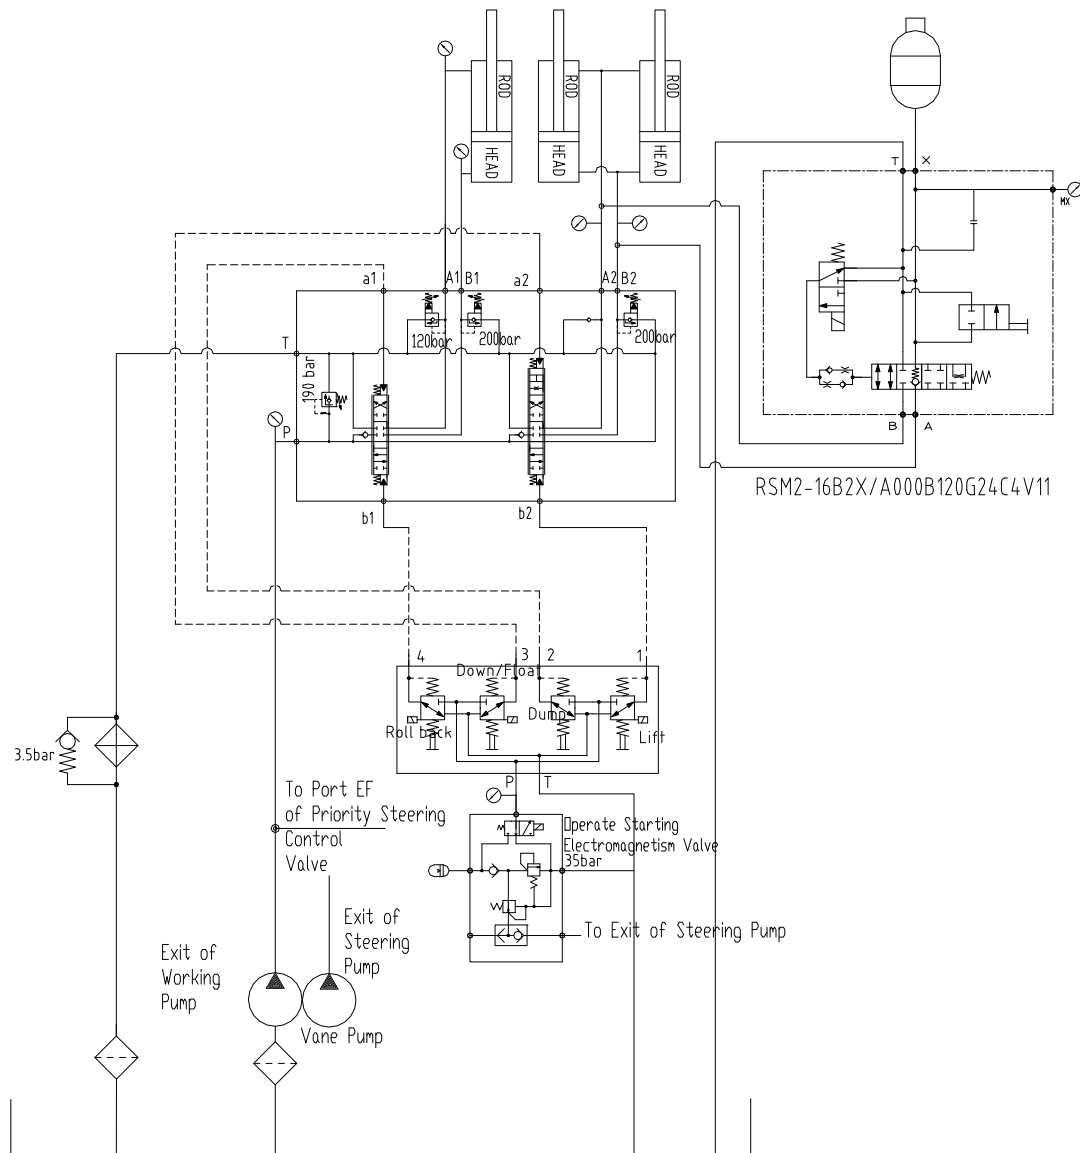 ROD
ROD
ROD
HEAD
HEAD
HEAD
T
X
MX
a1
A1
B1
a2
A2
B2
T
120bar
200bar
200bar
190 bar
P
B
A
RSM2-16B2X/A000B120G24C4V11
b1
b2
4
3
2
1
Down/Float
Dump
Roll back
Lift
3.5bar
P
T
To Port EF
of Priority Steering
Control
Valve
Operate Starting
Electromagnetism Valve
35bar
Exit of
Steering
Pump
To Exit of Steering Pump
Exit of
Working
Pump
Vane Pump